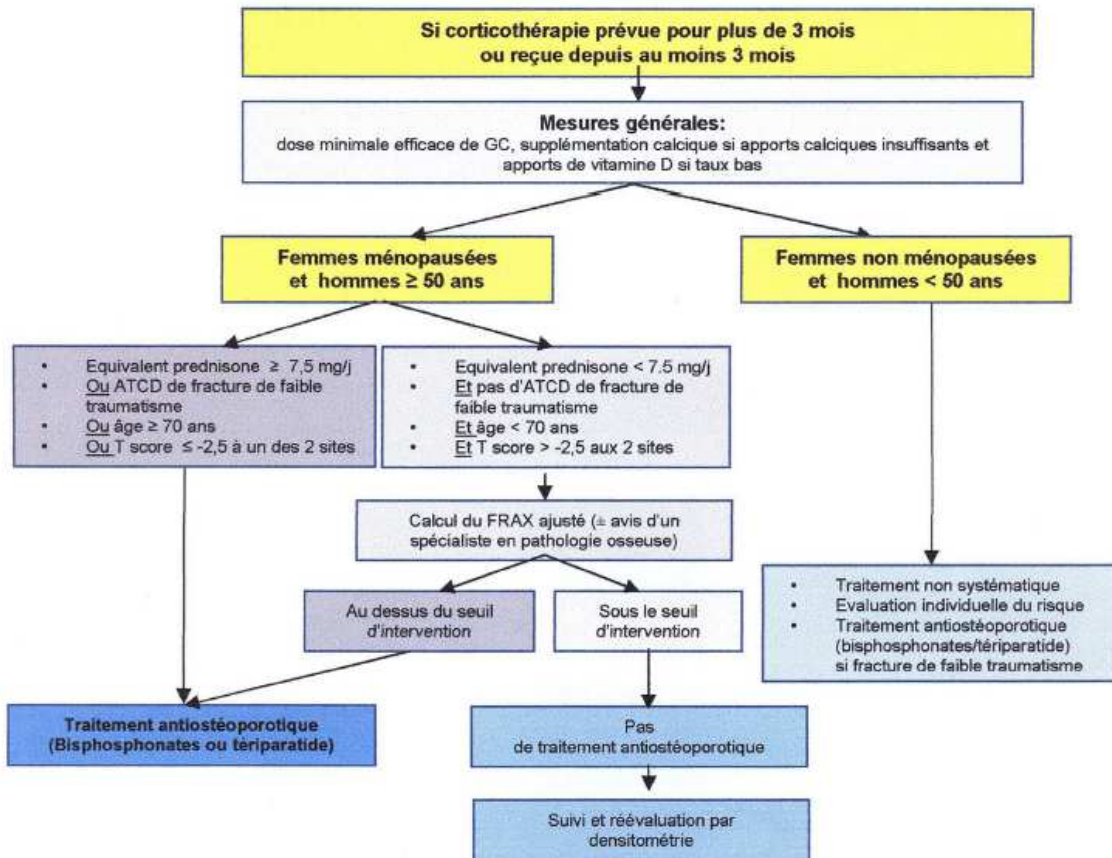 Si corticothérapie prévue pour plus de 3 mois
ou reçue depuis au moins 3 mois
Mesures générales:
dose minimale efficace de GC, supplémentation calcique si apports calciques insuffisants et
apports de vitamine D si taux bas
Femmes ménopausées
et hommes ≥ 50 ans
Femmes non ménopausées
et hommes < 50 ans
• Equivalent prednisone ≥ 7,5 mg/j
• Ou ATCD de fracture de faible
traumatisme
• Ou âge ≥ 70 ans
• Ou T score ≤ -2,5 à un des 2 sites
• Equivalent prednisone < 7.5 mg/j
• Et pas d'ATCD de fracture de
faible traumatisme
• Et âge < 70 ans
• Et T score > -2,5 aux 2 sites
Calcul du FRAX ajusté (± avis d'un
spécialiste en pathologie osseuse)
Au dessus du seuil
d'intervention
Sous le seuil
d'intervention
• Traitement non systématique
• Evaluation individuelle du risque
• Traitement antiostéoporotique
(bisphosphonates/tériparatide)
si fracture de faible traumatisme
Traitement antiostéoporotique
(Bisphosphonates ou tériparatide)
Pas
de traitement antiostéoporotique
Suivi et réévaluation par
densitométrie